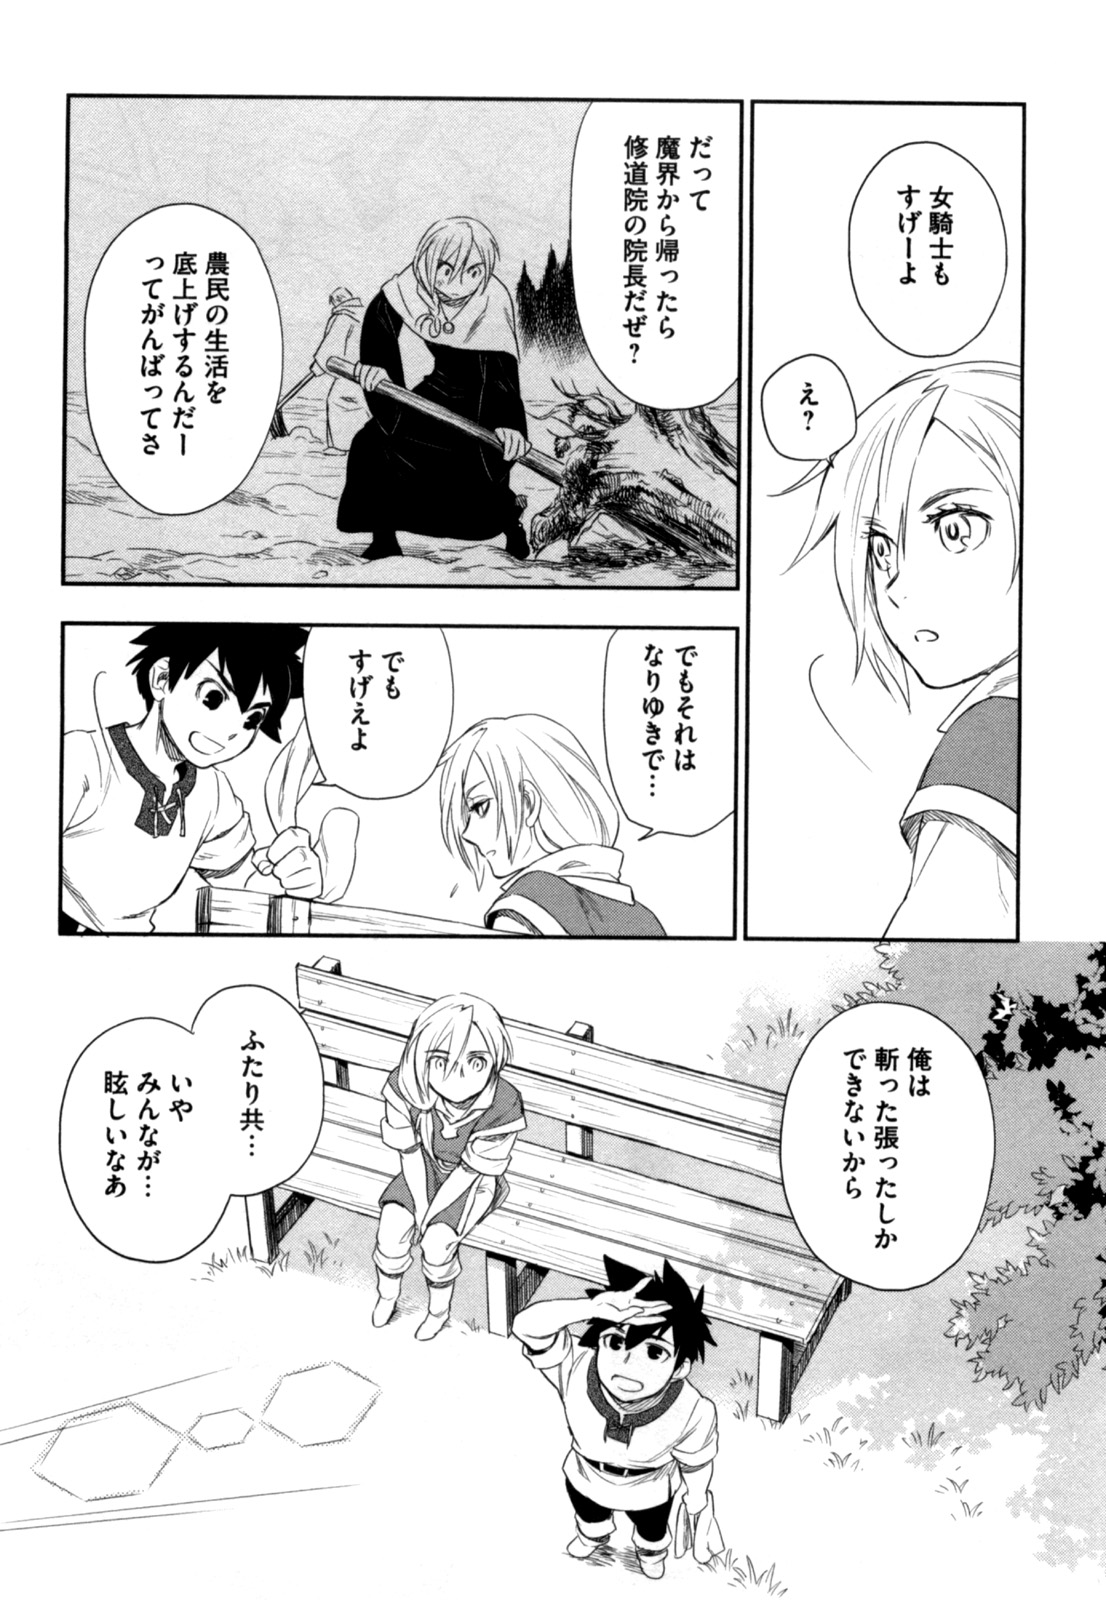 女騎士も
すげーよ
え?
だって
魔界から帰ったら
修道院の院長だぜ?
農民の生活を
底上げするんだー
ってがんばってさ
でもそれは
なりゆきで…
でも
すげえよ
俺は
斬った張ったしか
できないから
ふたり共…
いや
みんなが…
眩しいなあ